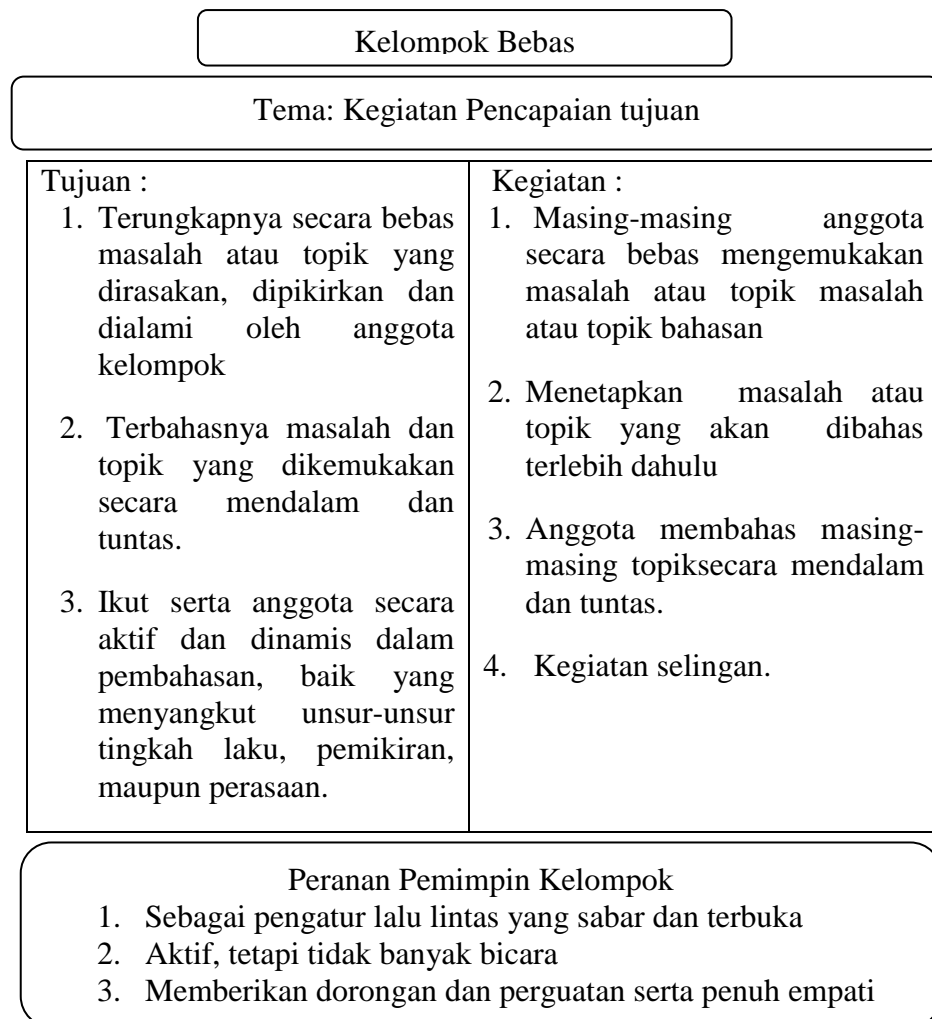 Kelompok Bebas
Tema: Kegiatan Pencapaian tujuan
Tujuan :
1. Terungkapnya secara bebas
masalah atau topik yang
dirasakan, dipikirkan dan
dialami oleh anggota
kelompok
2. Terbahasnya masalah dan
topik yang dikemukakan
secara mendalam dan
tuntas.
3. Ikut serta anggota secara
aktif dan dinamis dalam
pembahasan, baik yang
menyangkut unsur-unsur
tingkah laku, pemikiran,
maupun perasaan.
Kegiatan :
1. Masing-masing anggota
secara bebas mengemukakan
masalah atau topik masalah
atau topik bahasan
2. Menetapkan masalah atau
topik yang akan dibahas
terlebih dahulu
3. Anggota membahas masing-
masing topiksecara mendalam
dan tuntas.
4. Kegiatan selingan.
Peranan Pemimpin Kelompok
1. Sebagai pengatur lalu lintas yang sabar dan terbuka
2. Aktif, tetapi tidak banyak bicara
3. Memberikan dorongan dan perguatan serta penuh empati